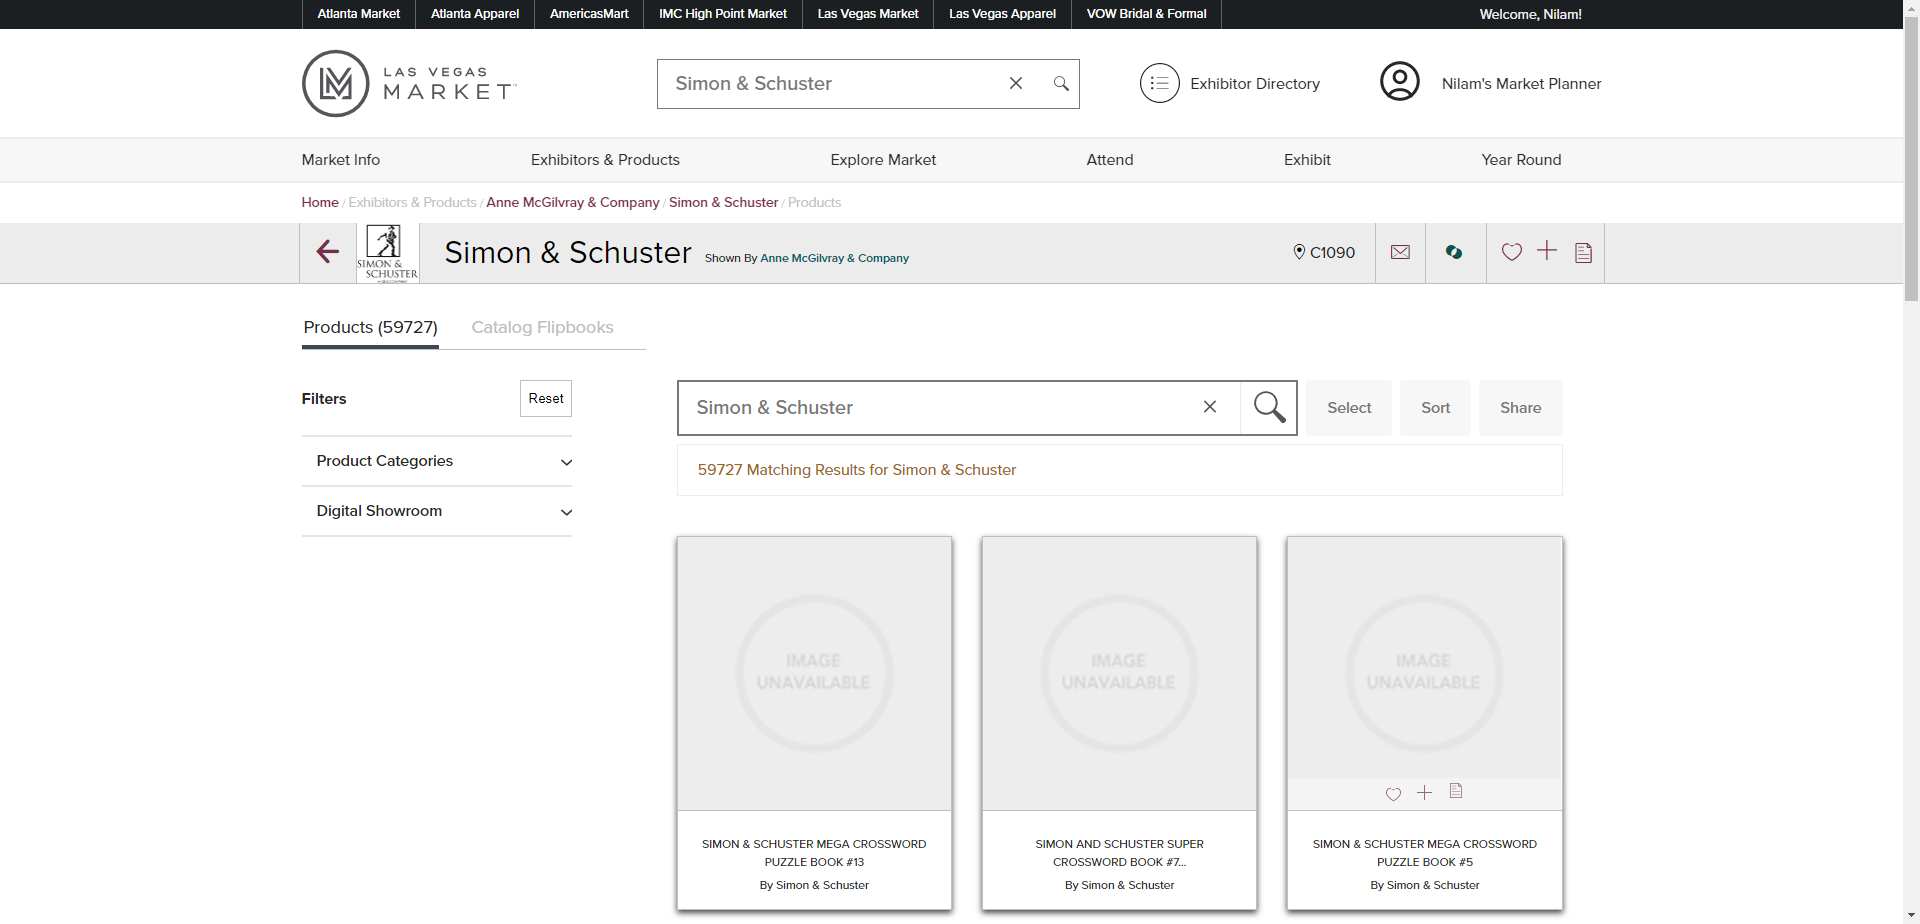 Atlanta Market
Atlanta Apparel
AmericasMart
IMC High Point Market
Las Vegas Market
Las Vegas Apparel
VOW Bridal & Formal
Welcome, Nilam!
LAS VEGAS
MARKET
Simon & Schuster
Exhibitor Directory
Nilam's Market Planner
Market Info
Exhibitors & Products
Explore Market
Attend
Exhibit
Year Round
Home / Exhibitors & Products / Anne McGilvray & Company / Simon & Schuster / Products
SIMON &
SCHUSTER
Simon & Schuster
Shown By Anne McGilvray & Company
C1090
Products (59727)
Catalog Flipbooks
Filters
Reset
Product Categories
Digital Showroom
Simon & Schuster
Select
Sort
Share
59727 Matching Results for Simon & Schuster
IMAGE
UNAVAILABLE
SIMON & SCHUSTER MEGA CROSSWORD
PUZZLE BOOK #13
By Simon & Schuster
IMAGE
UNAVAILABLE
SIMON AND SCHUSTER SUPER
CROSSWORD BOOK #7...
By Simon & Schuster
IMAGE
UNAVAILABLE
SIMON & SCHUSTER MEGA CROSSWORD
PUZZLE BOOK #5
By Simon & Schuster